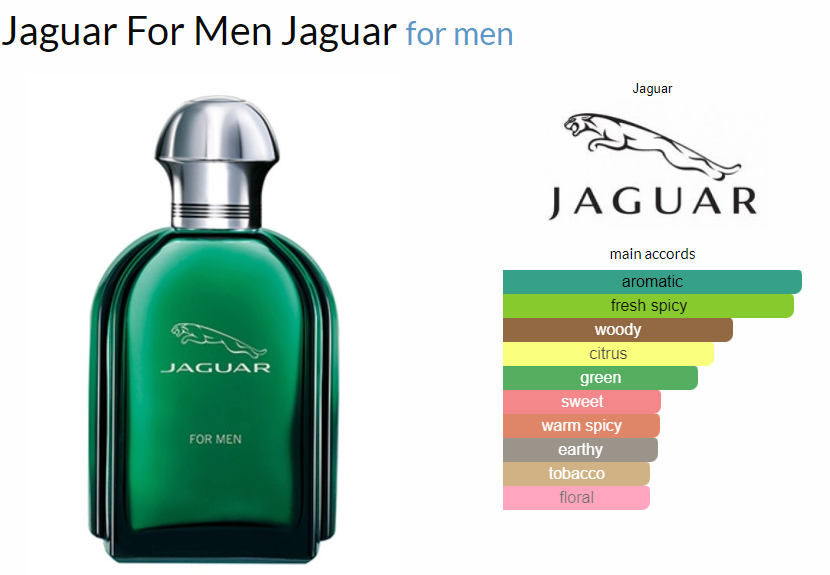 Jaguar For Men Jaguar for men
Jaguar
JAGUAR
main accords
aromatic
fresh spicy
woody
citrus
green
sweet
warm spicy
earthy
tobacco
floral
JAGUAR
FOR MEN